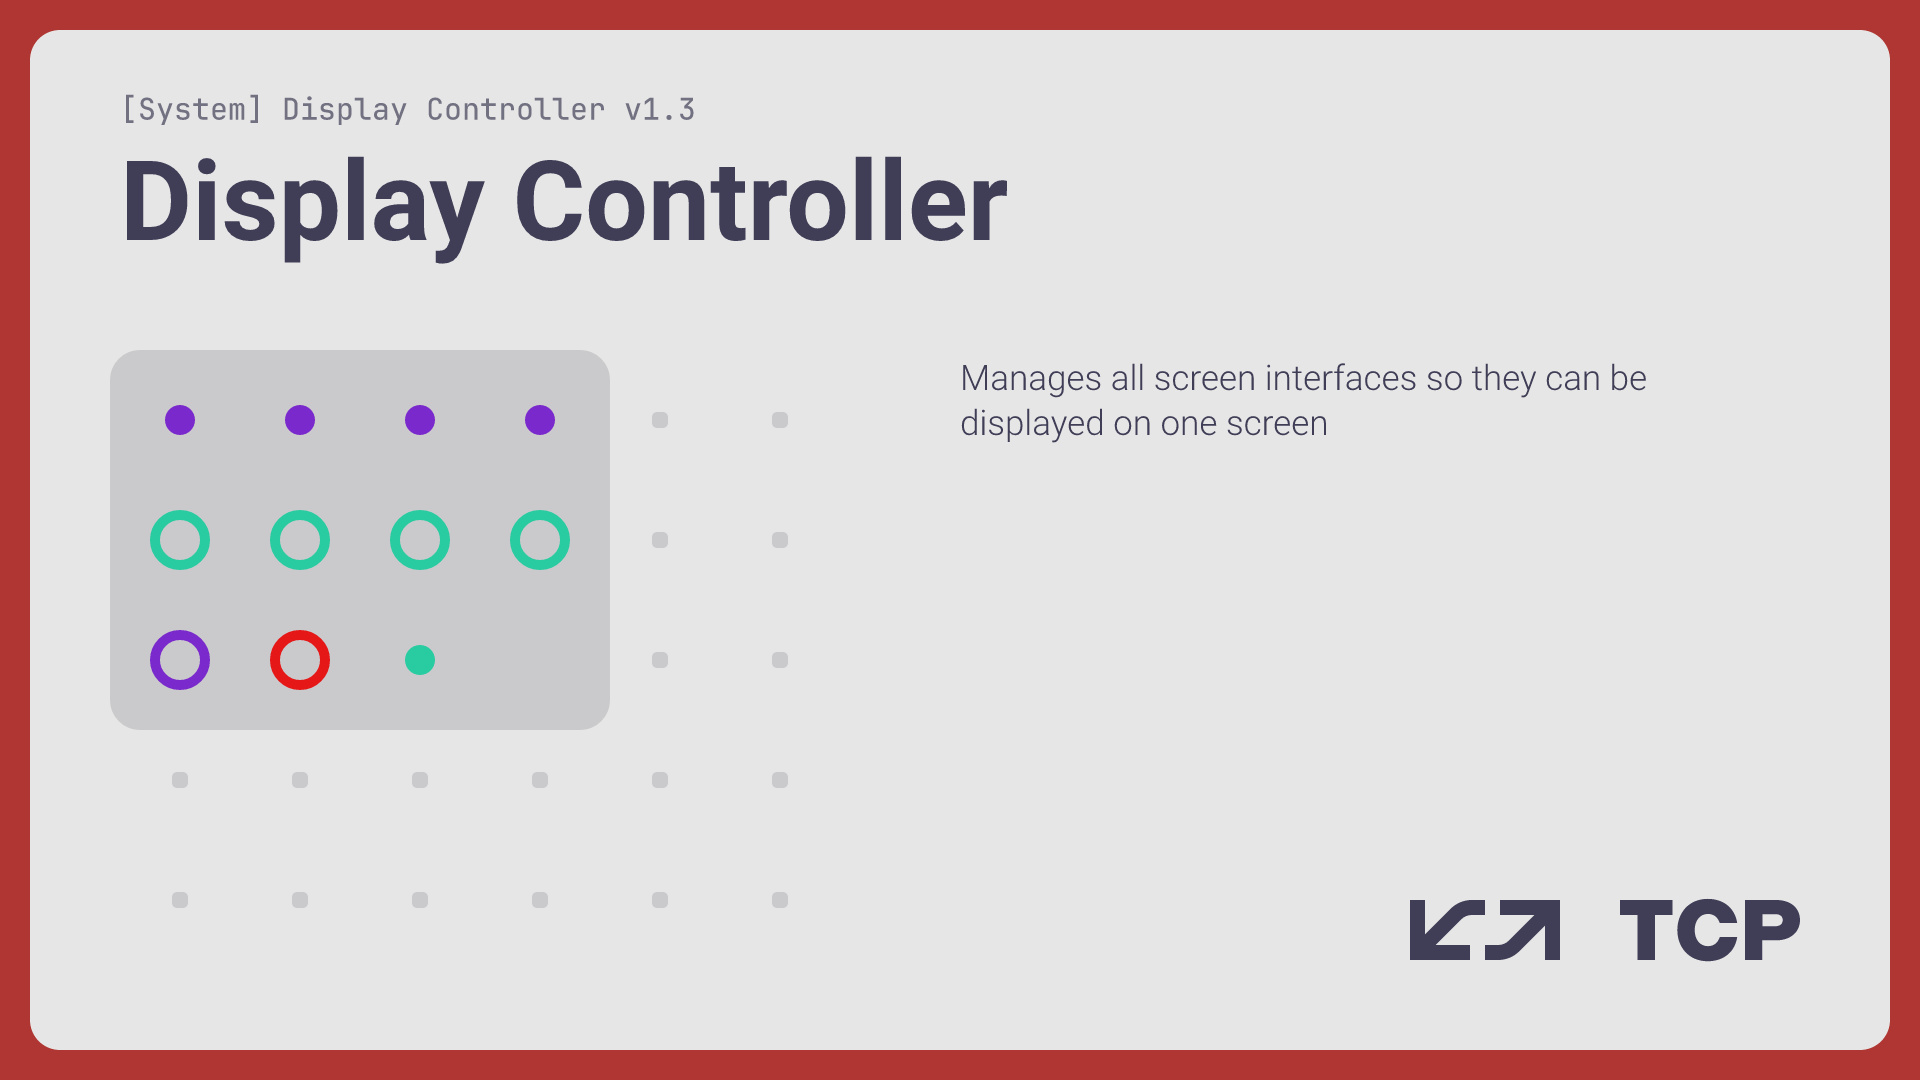 [System] Display Controller v1.3
Display Controller
Manages all screen interfaces so they can be
displayed on one screen
TCP